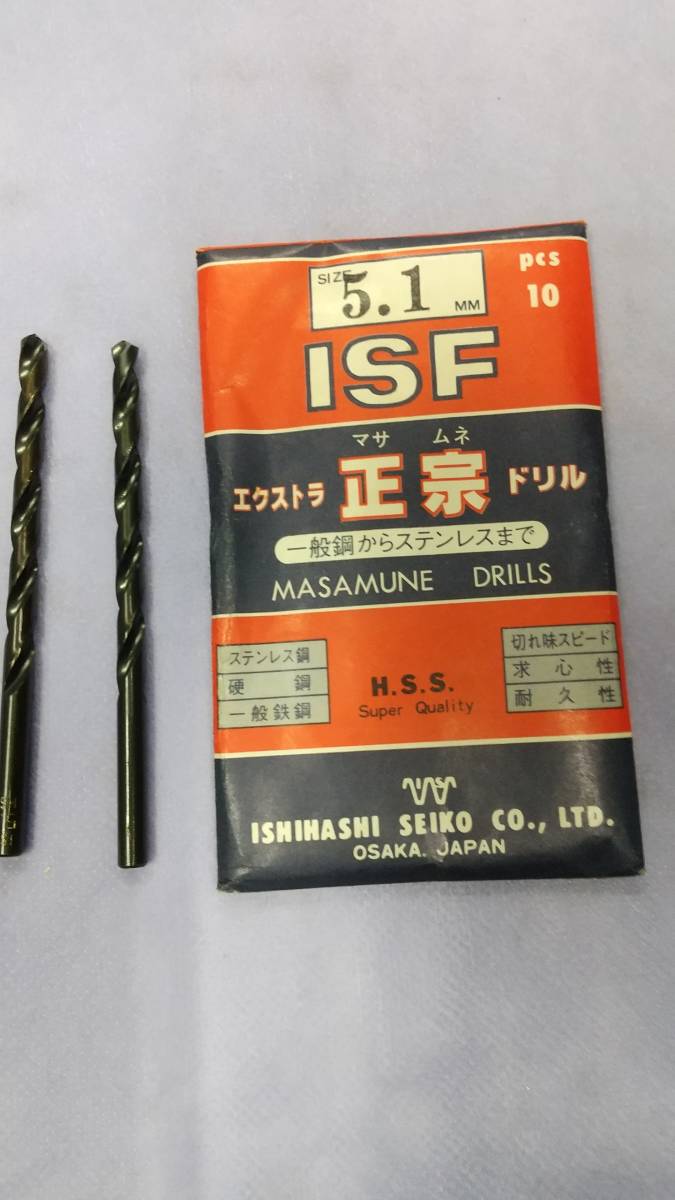 SIZE 5.1 MM
pcs
10
ISF
マサ ムネ
エクストラ 正宗 ドリル
一般鋼からステンレスまで
MASAMUNE DRILLS
ステンレス鋼
硬 鋼
一般鉄鋼
H.S.S.
Super Quality
切れ味スピード
求心性
耐久性
ISHIHASHI SEIKO CO., LTD.
OSAKA. JAPAN